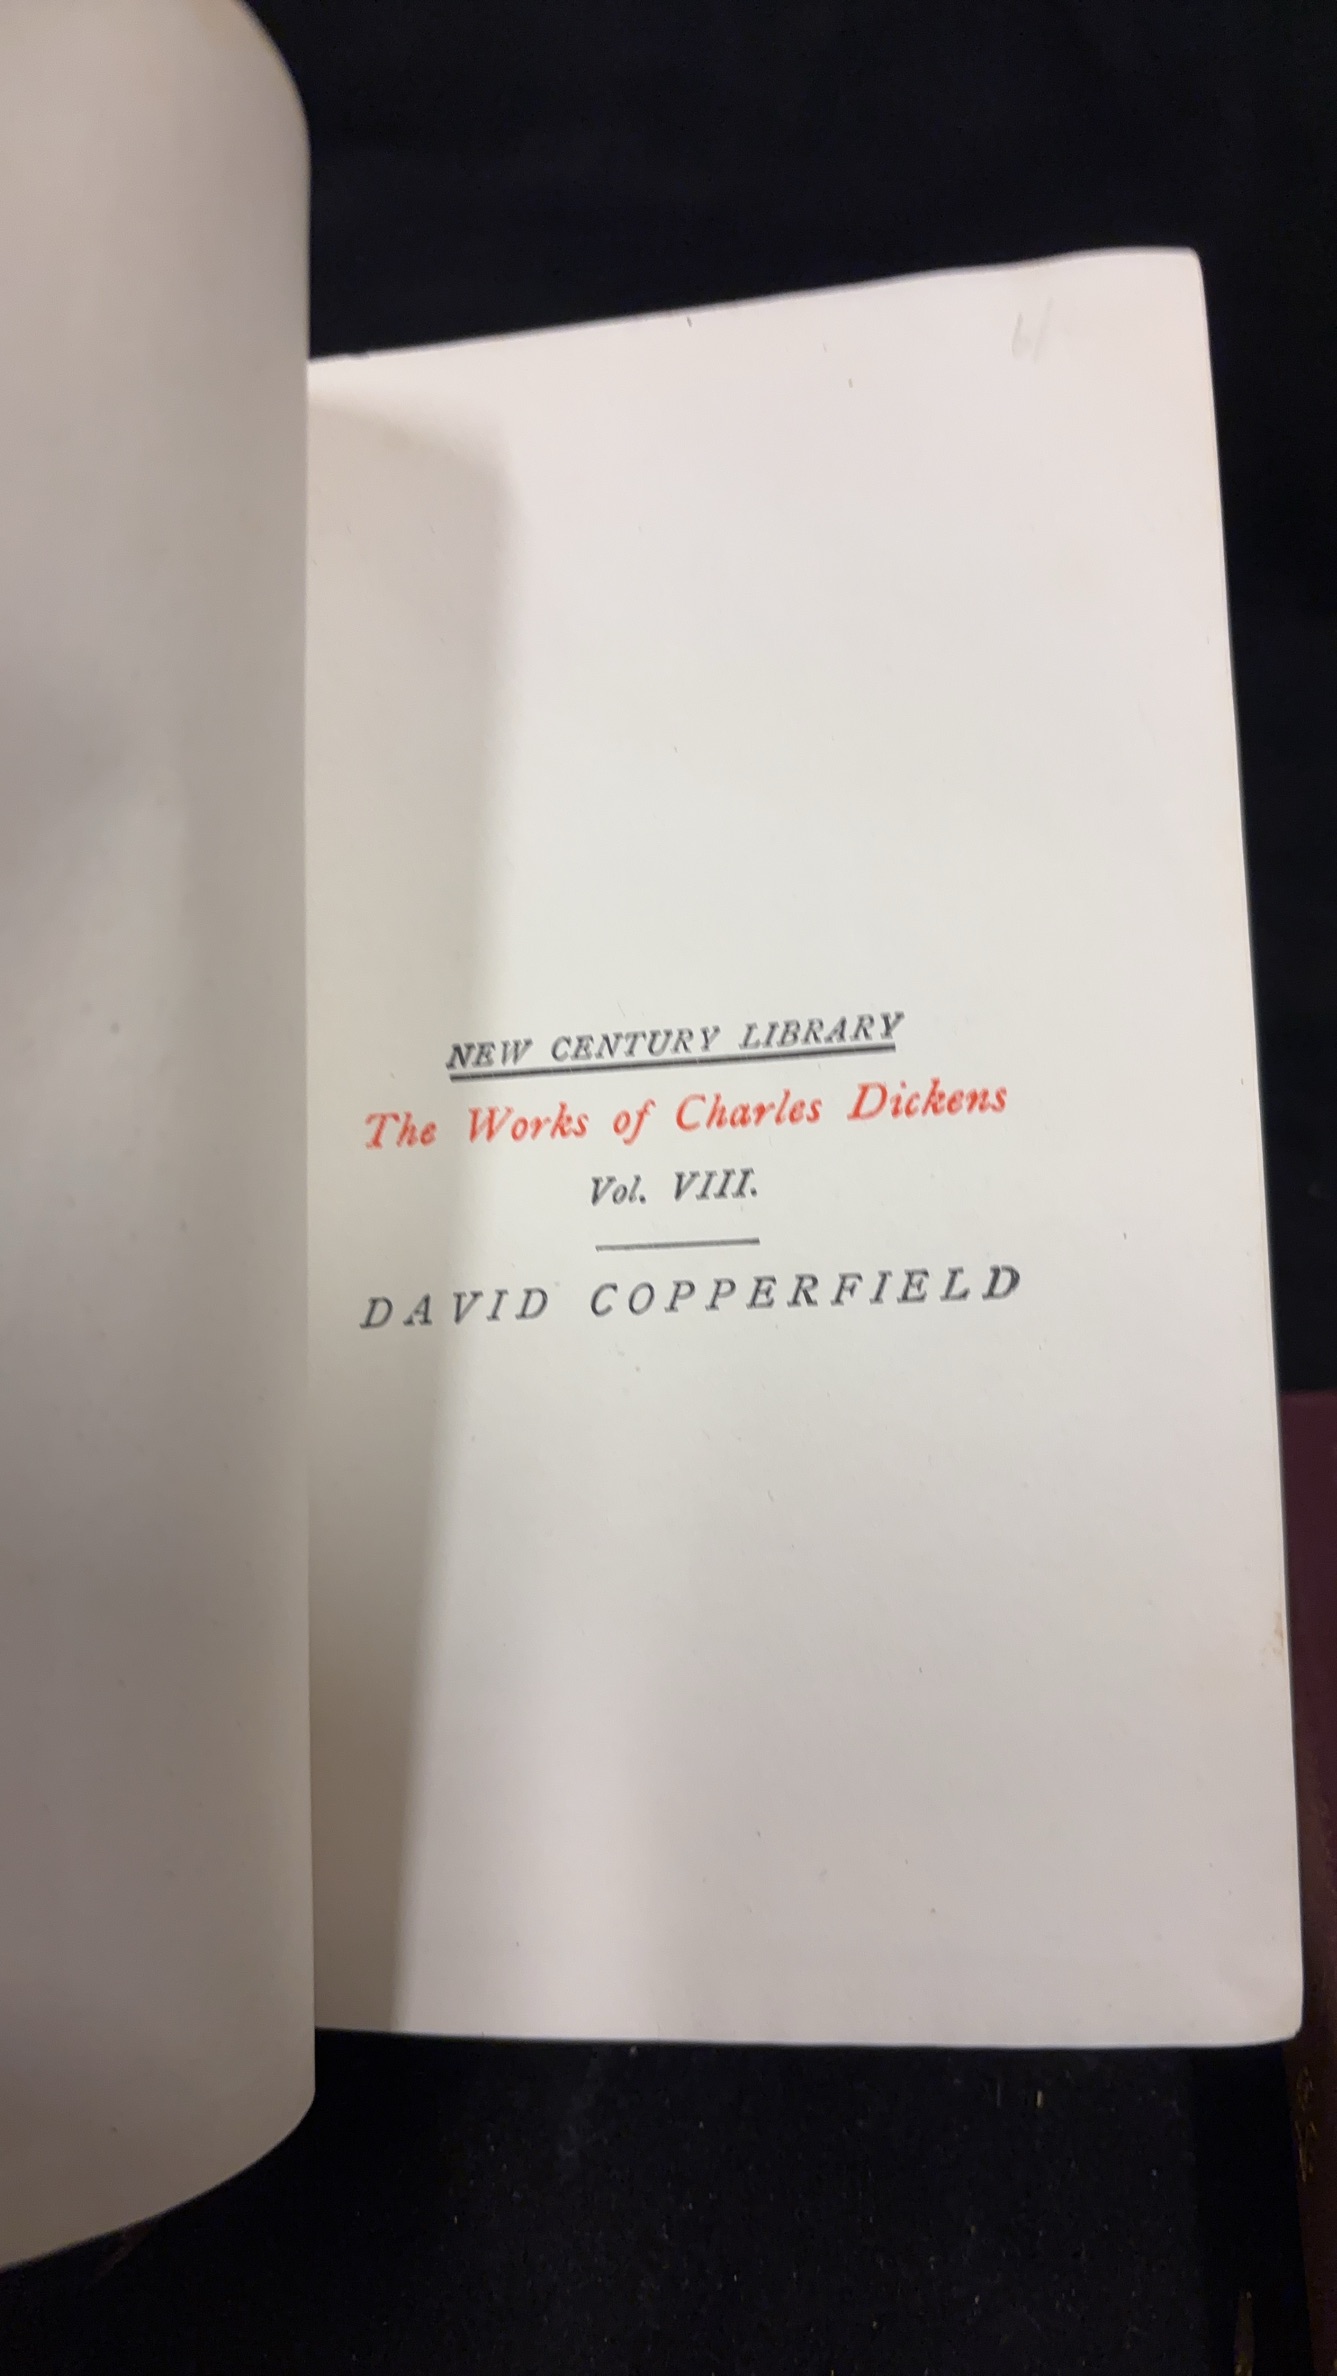 NEW CENTURY LIBRARY
The Works of Charles Dickens
Vol. VIII.
DAVID COPPERFIELD